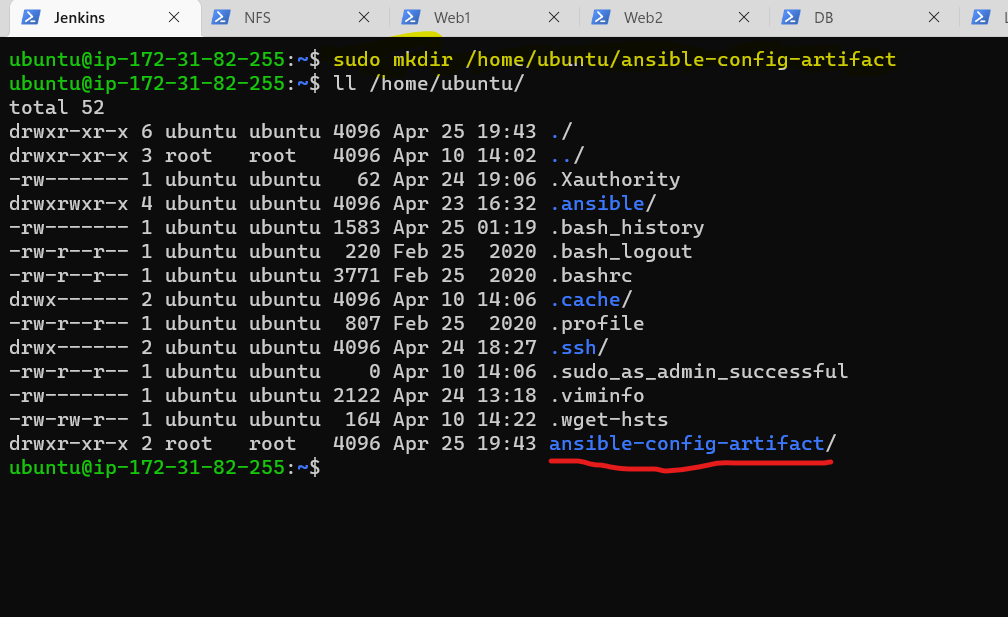 Jenkins NFS Web1 Web2 DB
ubuntu@ip-172-31-82-255:~$ sudo mkdir /home/ubuntu/ansible-config-artifact
ubuntu@ip-172-31-82-255:~$ ll /home/ubuntu/
total 52
drwxr-xr-x 6 ubuntu ubuntu 4096 Apr 25 19:43 ./
drwxr-xr-x 3 root   root   4096 Apr 10 14:02 ../
-rw------- 1 ubuntu ubuntu   62 Apr 24 19:06 .Xauthority
drwxrwxr-x 4 ubuntu ubuntu 4096 Apr 23 16:32 .ansible/
-rw------- 1 ubuntu ubuntu 1583 Apr 25 01:19 .bash_history
-rw-r--r-- 1 ubuntu ubuntu  220 Feb 25  2020 .bash_logout
-rw-r--r-- 1 ubuntu ubuntu 3771 Feb 25  2020 .bashrc
drwx------ 2 ubuntu ubuntu 4096 Apr 10 14:06 .cache/
-rw-r--r-- 1 ubuntu ubuntu  807 Feb 25  2020 .profile
drwx------ 2 ubuntu ubuntu 4096 Apr 24 18:27 .ssh/
-rw-r--r-- 1 ubuntu ubuntu    0 Apr 10 14:06 .sudo_as_admin_successful
-rw------- 1 ubuntu ubuntu 2122 Apr 24 13:18 .viminfo
-rw-rw-r-- 1 ubuntu ubuntu  164 Apr 10 14:22 .wget-hsts
drwxr-xr-x 2 root   root   4096 Apr 25 19:43 ansible-config-artifact/
ubuntu@ip-172-31-82-255:~$